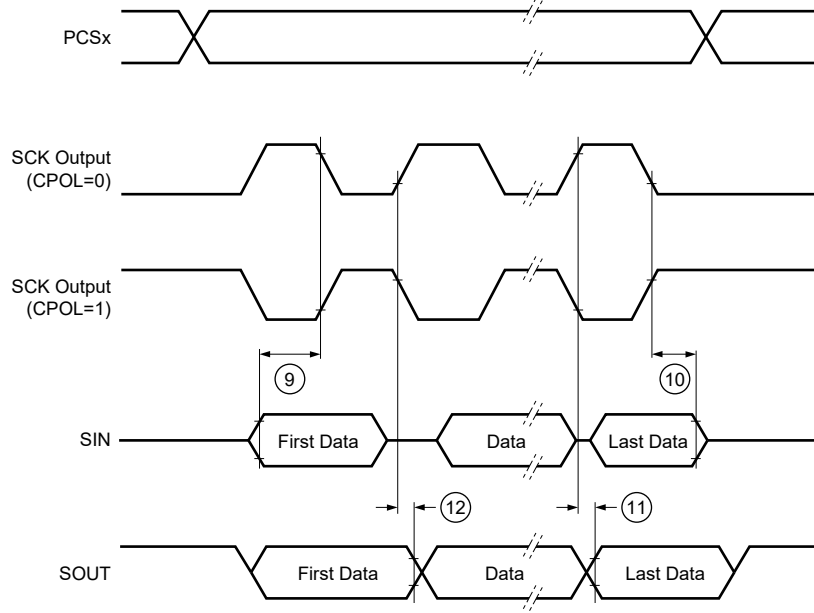 PCSx
SCK Output
(CPOL=0)
SCK Output
(CPOL=1)
9
10
SIN
First Data
Data
Last Data
12
11
SOUT
First Data
Data
Last Data